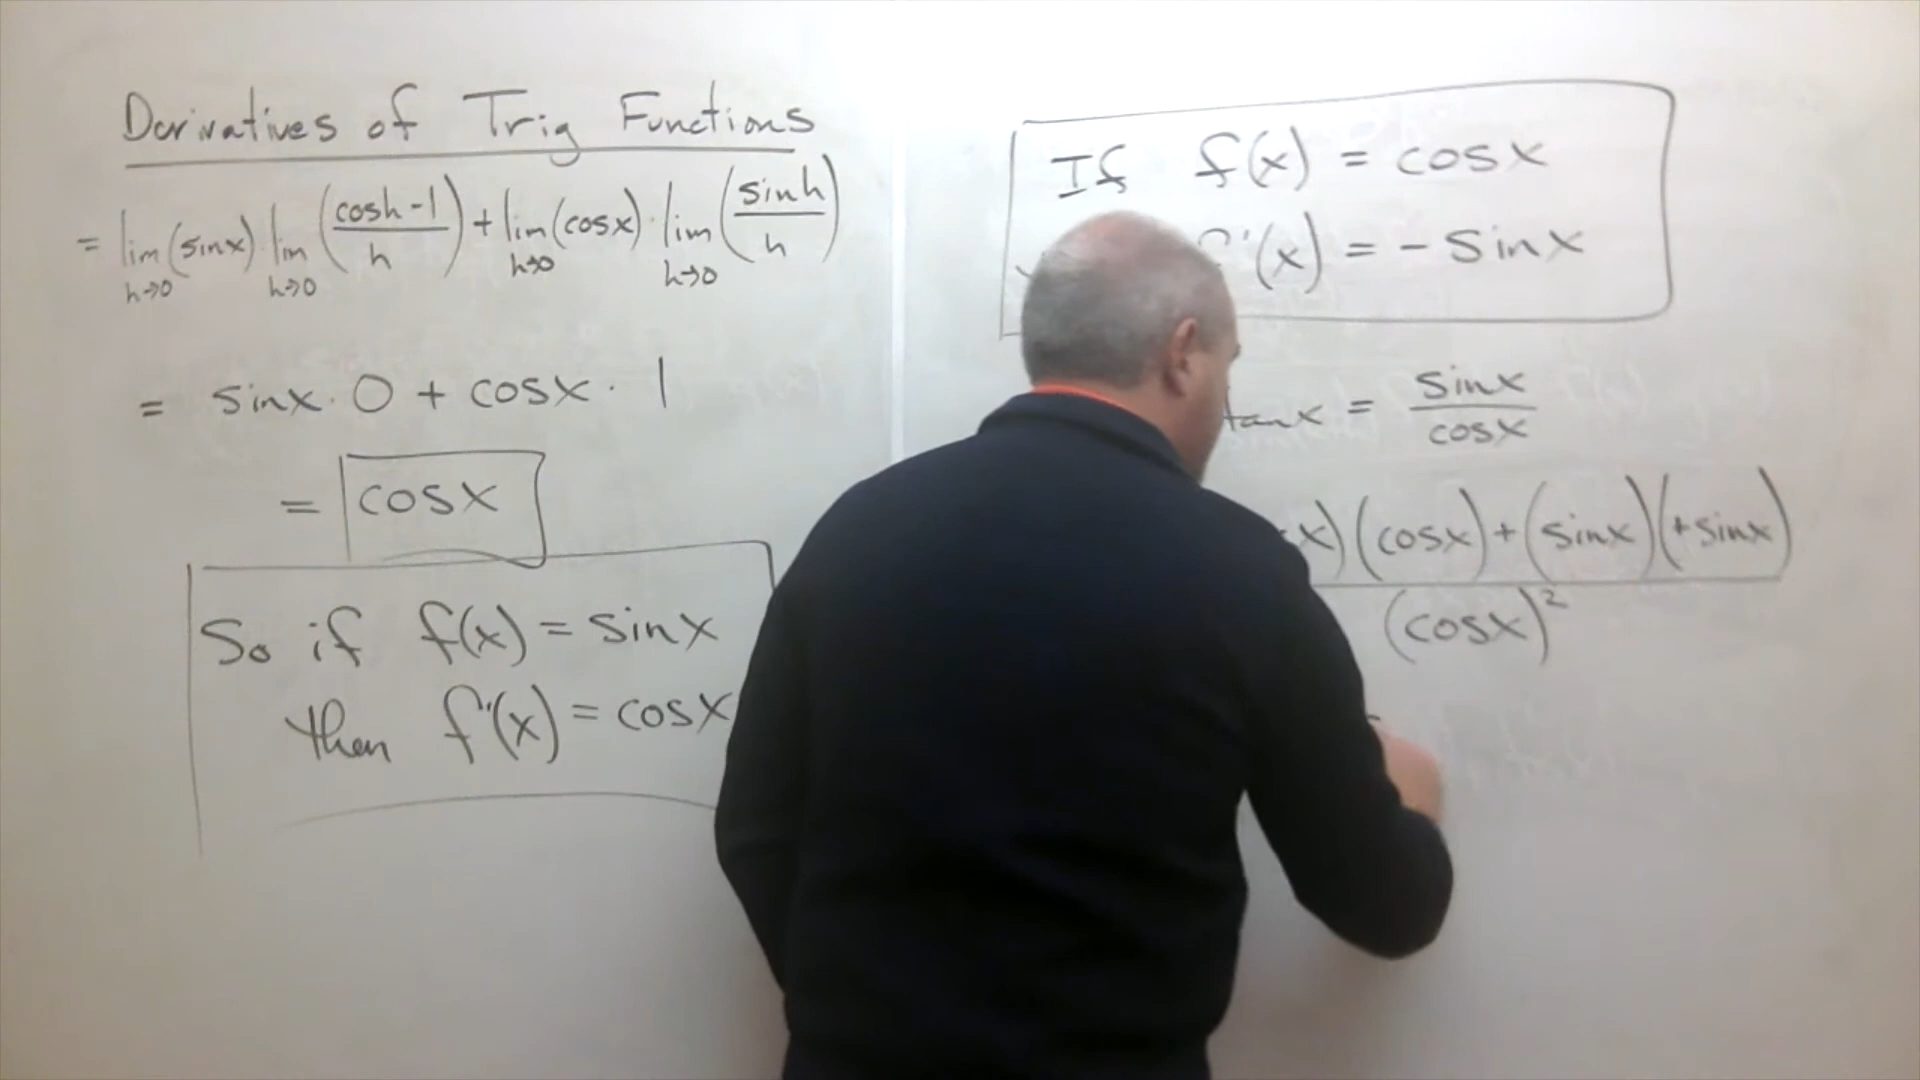 Derivatives of Trig Functions
= lim h→0 (sinx) · lim h→0 ((cosh - 1)/h) + lim h→0 (cosx) · lim h→0 (sinh/h)
= sinx · 0 + cosx · 1
= cosx
So if f(x) = sinx
then f'(x) = cosx
If f(x) = cosx
'(x) = - sinx
tanx = sinx/cosx
x)(cosx) + (sinx)(+sinx)
(cosx)²